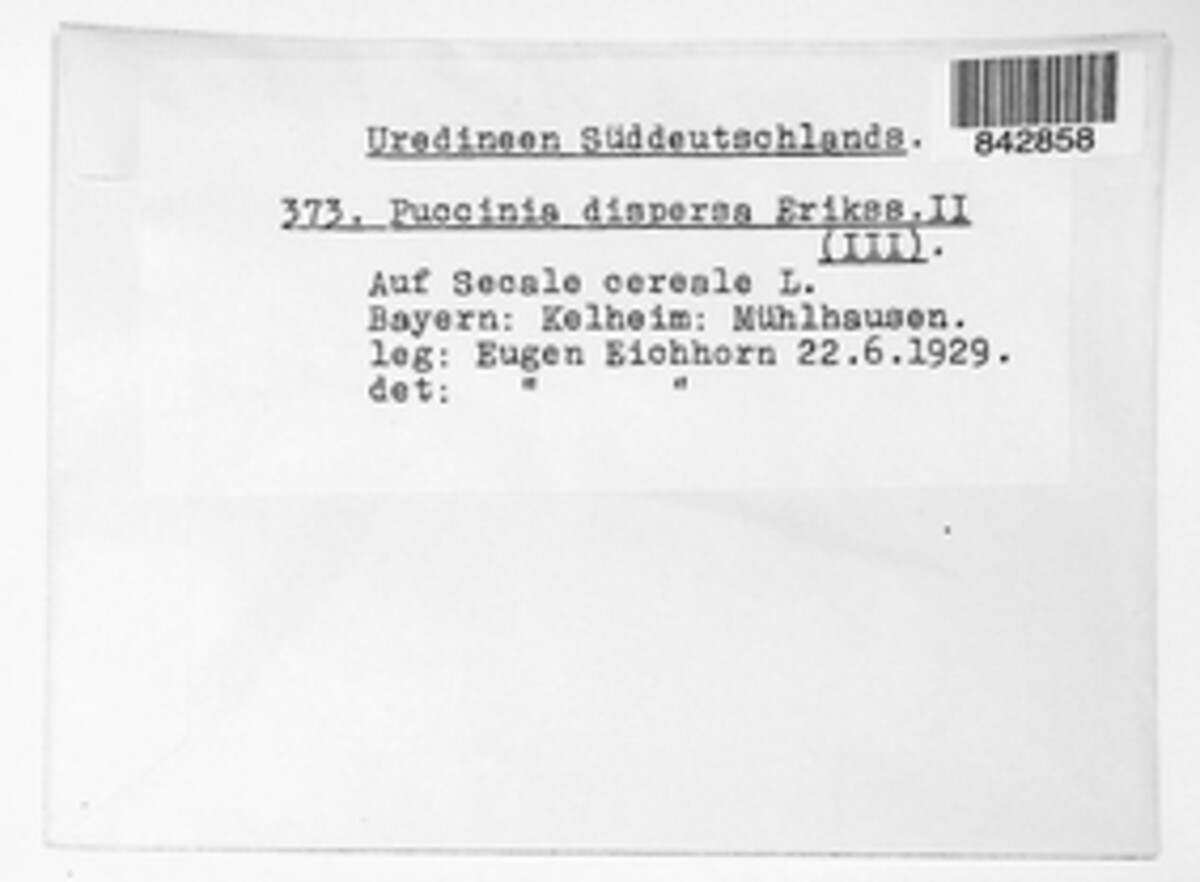 842858
Uredineen Süddeutschlands.
373. Puccinia dispersa Erikss.II
(III).
Auf Secale cereale L.
Bayern: Kelheim: Mühlhausen.
leg: Eugen Eichhorn 22.6.1929.
det: " "